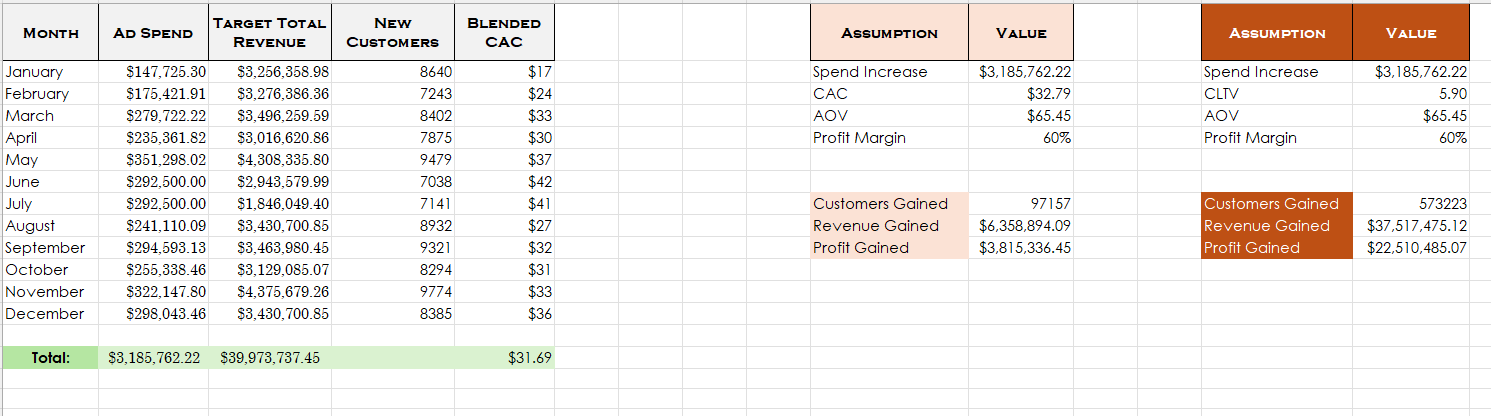 MONTH AD SPEND TARGET TOTAL REVENUE NEW CUSTOMERS BLENDED CAC ASSUMPTION VALUE ASSUMPTION VALUE
January $147,725.30 $3,256,358.98 8640 $17 Spend Increase $3,185,762.22 Spend Increase $3,185,762.22
February $175,421.91 $3,276,386.36 7243 $24 CAC $32.79 CLTV 5.90
March $279,722.22 $3,496,259.59 8402 $33 AOV $65.45 AOV $65.45
April $235,361.82 $3,016,620.86 7875 $30 Profit Margin 60% Profit Margin 60%
May $351,298.02 $4,308,335.80 9479 $37
June $292,500.00 $2,943,579.99 7038 $42
July $292,500.00 $1,846,049.40 7141 $41 Customers Gained 97157 Customers Gained 573223
August $241,110.09 $3,430,700.85 8932 $27 Revenue Gained $6,358,894.09 Revenue Gained $37,517,475.12
September $294,593.13 $3,463,980.45 9321 $32 Profit Gained $3,815,336.45 Profit Gained $22,510,485.07
October $255,338.46 $3,129,085.07 8294 $31
November $322,147.80 $4,375,679.26 9774 $33
December $298,043.46 $3,430,700.85 8385 $36
Total: $3,185,762.22 $39,973,737.45 $31.69